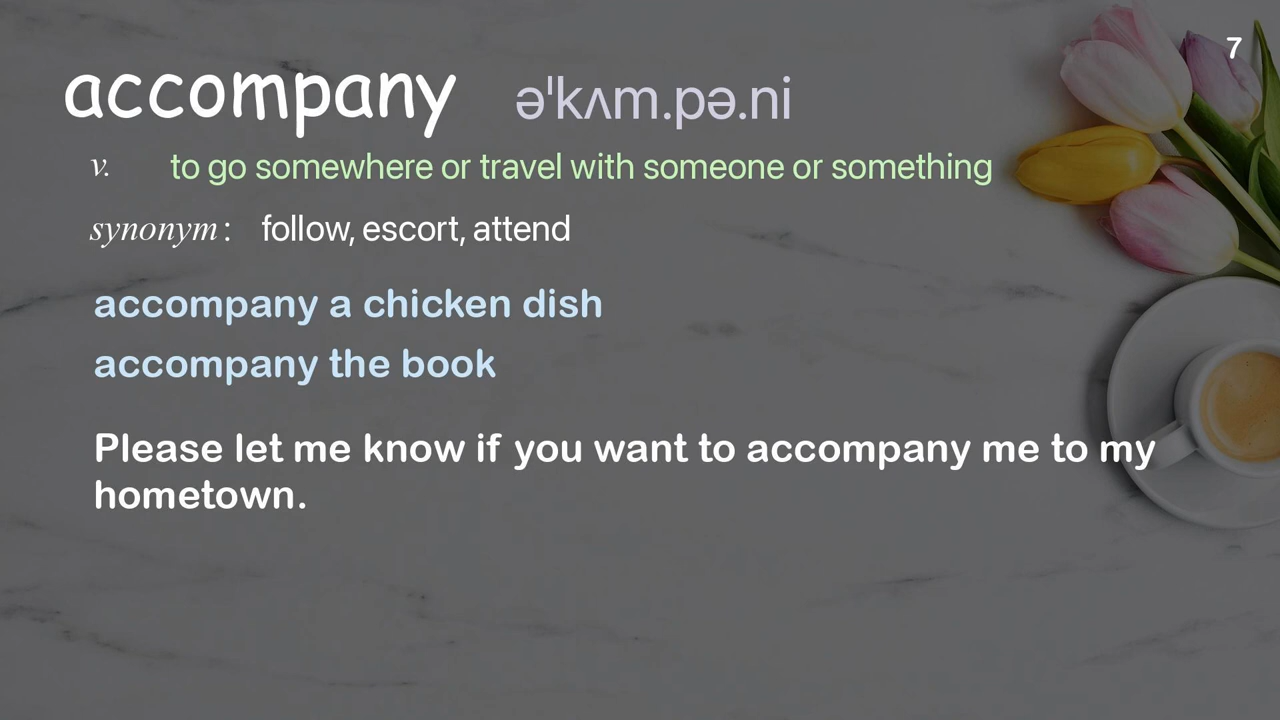 7
accompany əˈkʌm.pə.ni
v. to go somewhere or travel with someone or something
synonym: follow, escort, attend
accompany a chicken dish
accompany the book
Please let me know if you want to accompany me to my
hometown.